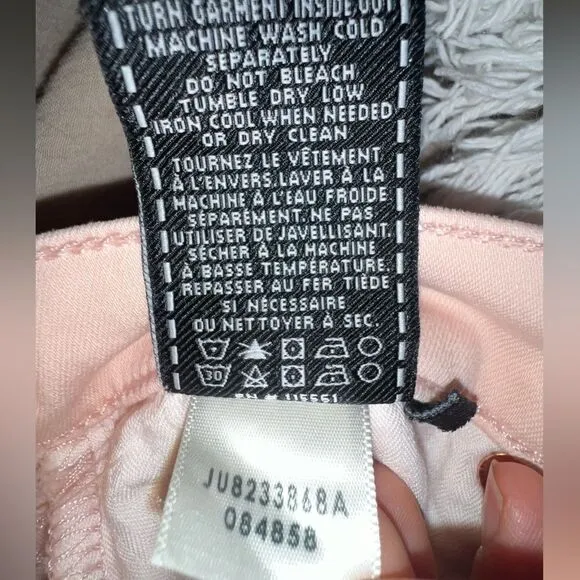 TURN GARMENT INSIDE OUT
MACHINE WASH COLD
SEPARATELY
DO NOT BLEACH
TUMBLE DRY LOW
IRON COOL WHEN NEEDED
OR DRY CLEAN
TOURNEZ LE VÊTEMENT
À L'ENVERS.LAVER À LA
MACHINE À L'EAU FROIDE
SÉPARÉMENT.NE PAS
UTILISER DE JAVELLISANT.
SÉCHER À LA MACHINE
À BASSE TEMPÉRATURE.
REPASSER AU FER TIÈDE
SI NÉCESSAIRE
OU NETTOYER À SEC.
30
115551
JU8233868A
084858